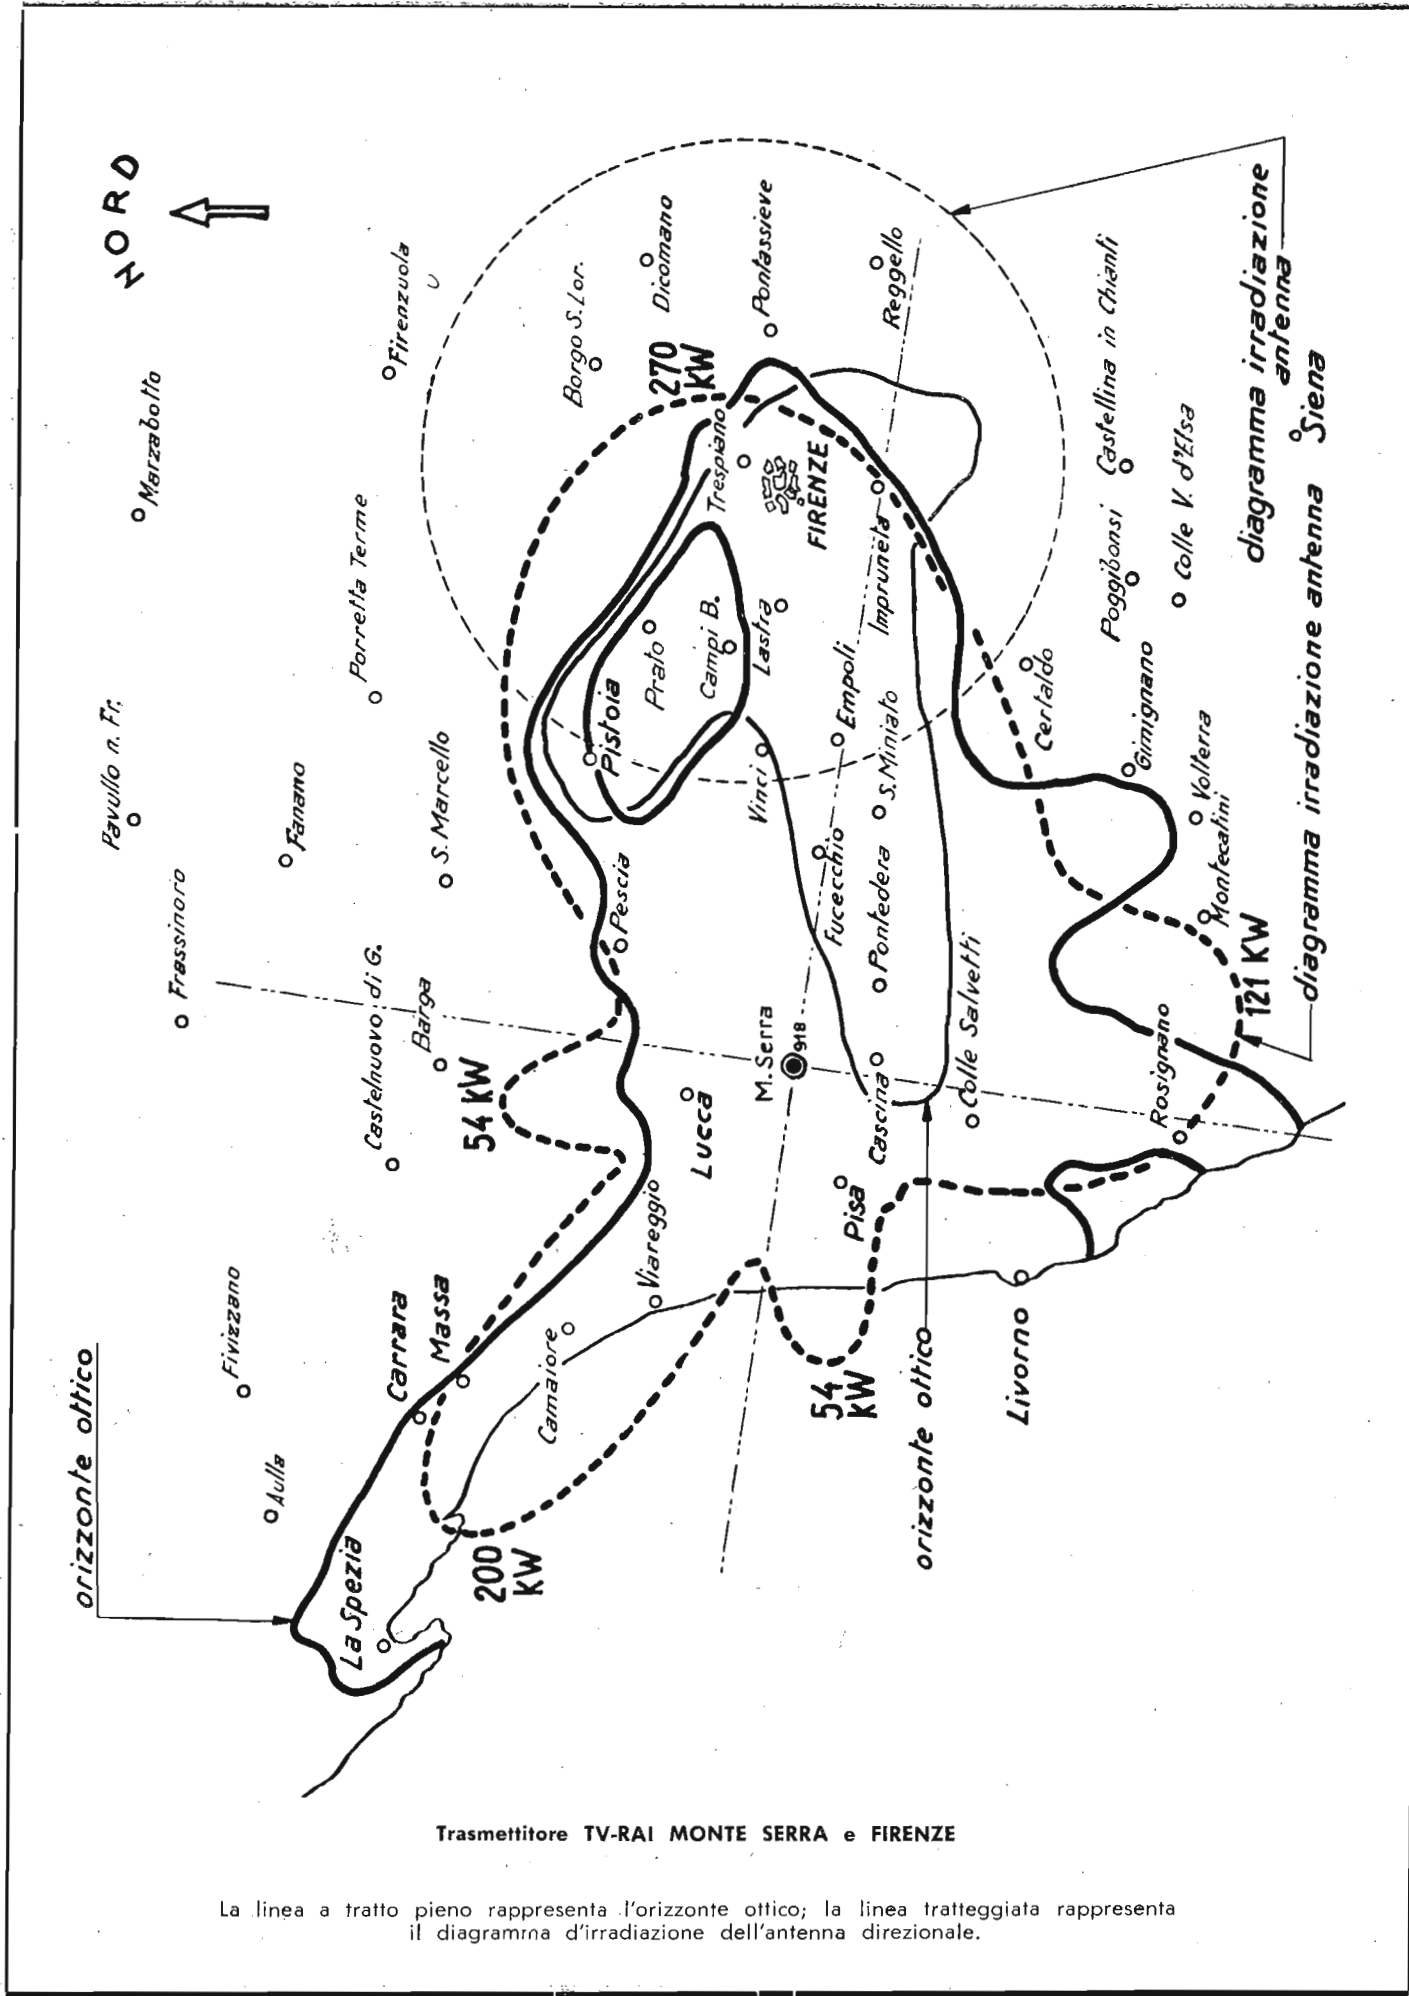 NORD
Marzabotto
Firenzuola
Borgo S. Lor.
Dicomano
Pontassieve
Reggello
Castellina in Chianti
diagramma irradiazione
antenna
Siena
Colle V. d'Elsa
Poggibonsi
270
KW
Trespiano
FIRENZE
Impruneta
Porretta Terme
Pavullo n. Fr.
Fanano
S. Marcello
Pistoia
Prato
Campi B.
Lastra
Empoli
S. Miniato
Certaldo
Gimignano
Volterra
Montecatini
diagramma irradiazione antenna
Vinci
Fucecchio
Pontedera
Frassinoro
Castelnuovo di G.
Barga
Pescia
54 KW
Lucca
M. Serra
918
Cascina
Colle Salvetti
Rosignano
121 KW
Viareggio
Pisa
Fivizzano
Carrara
Massa
Camaiore
54
KW
orizzonte ottico
Livorno
orizzonte ottico
Aulla
La Spezia
200
KW
Trasmettitore TV-RAI MONTE SERRA e FIRENZE
La linea a tratto pieno rappresenta l'orizzonte ottico; la linea tratteggiata rappresenta
il diagramma d'irradiazione dell'antenna direzionale.